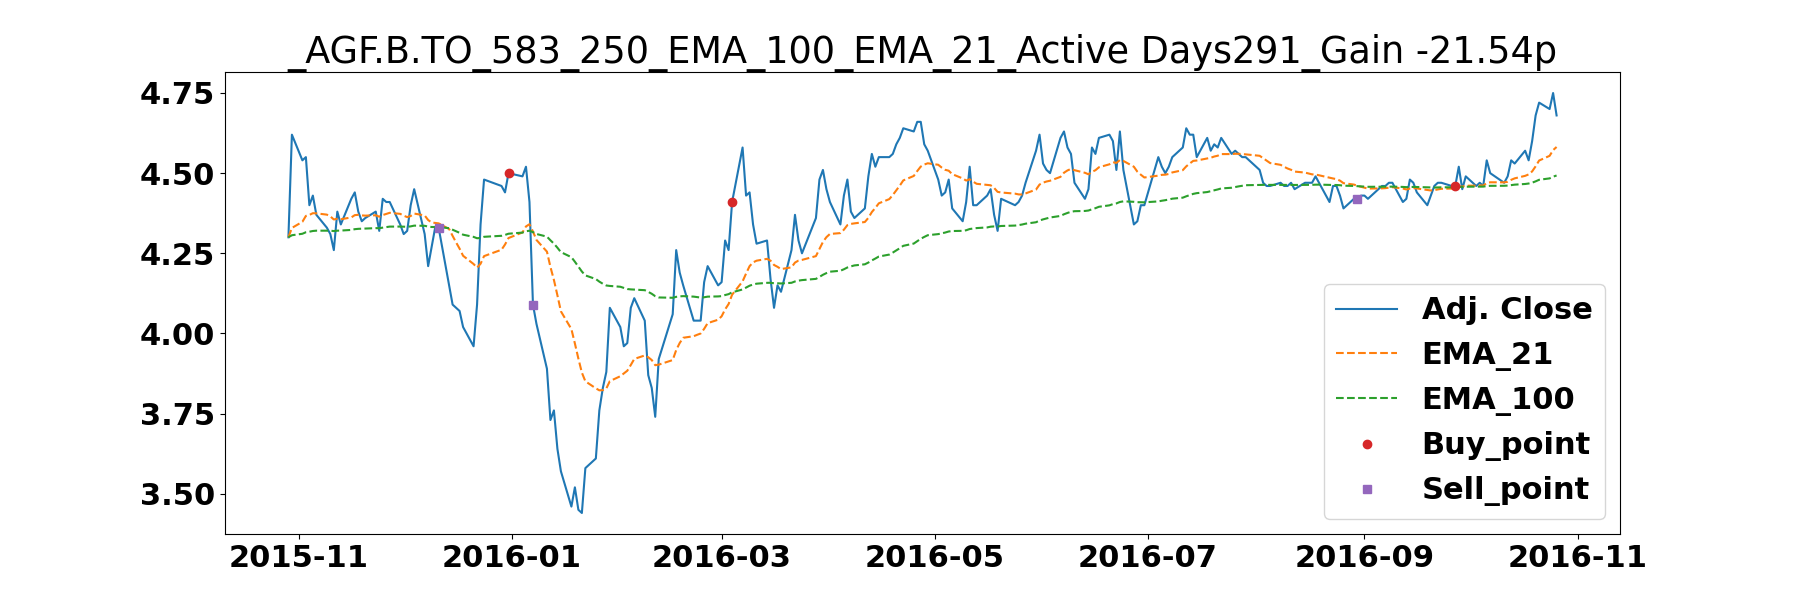 _AGF.B.TO_583_250_EMA_100_EMA_21_Active Days291_Gain -21.54p
4.75
4.50
4.25
4.00
3.75
3.50
Adj. Close
EMA_21
EMA_100
Buy_point
Sell_point
2015-11 2016-01 2016-03 2016-05 2016-07 2016-09 2016-11